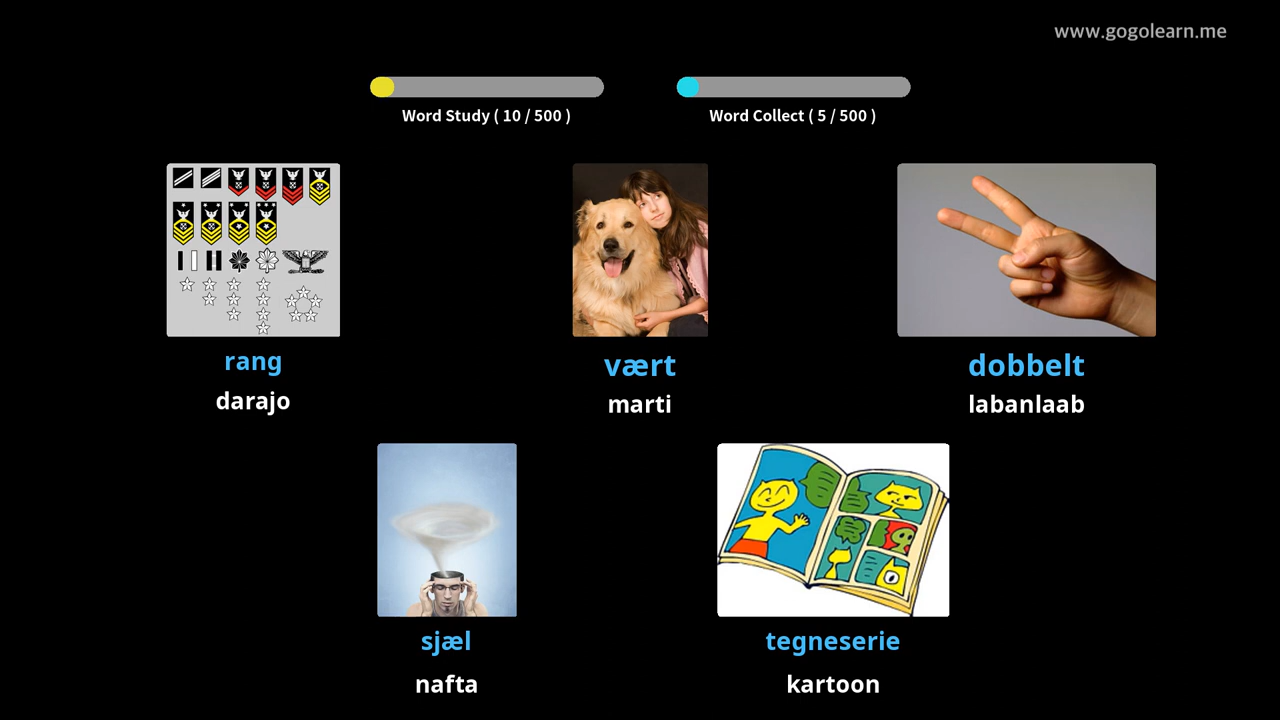 www.gogolearn.me
Word Study ( 10 / 500 )
Word Collect ( 5 / 500 )
rang
vært
dobbelt
darajo
marti
labanlaab
sjæl
tegneserie
nafta
kartoon